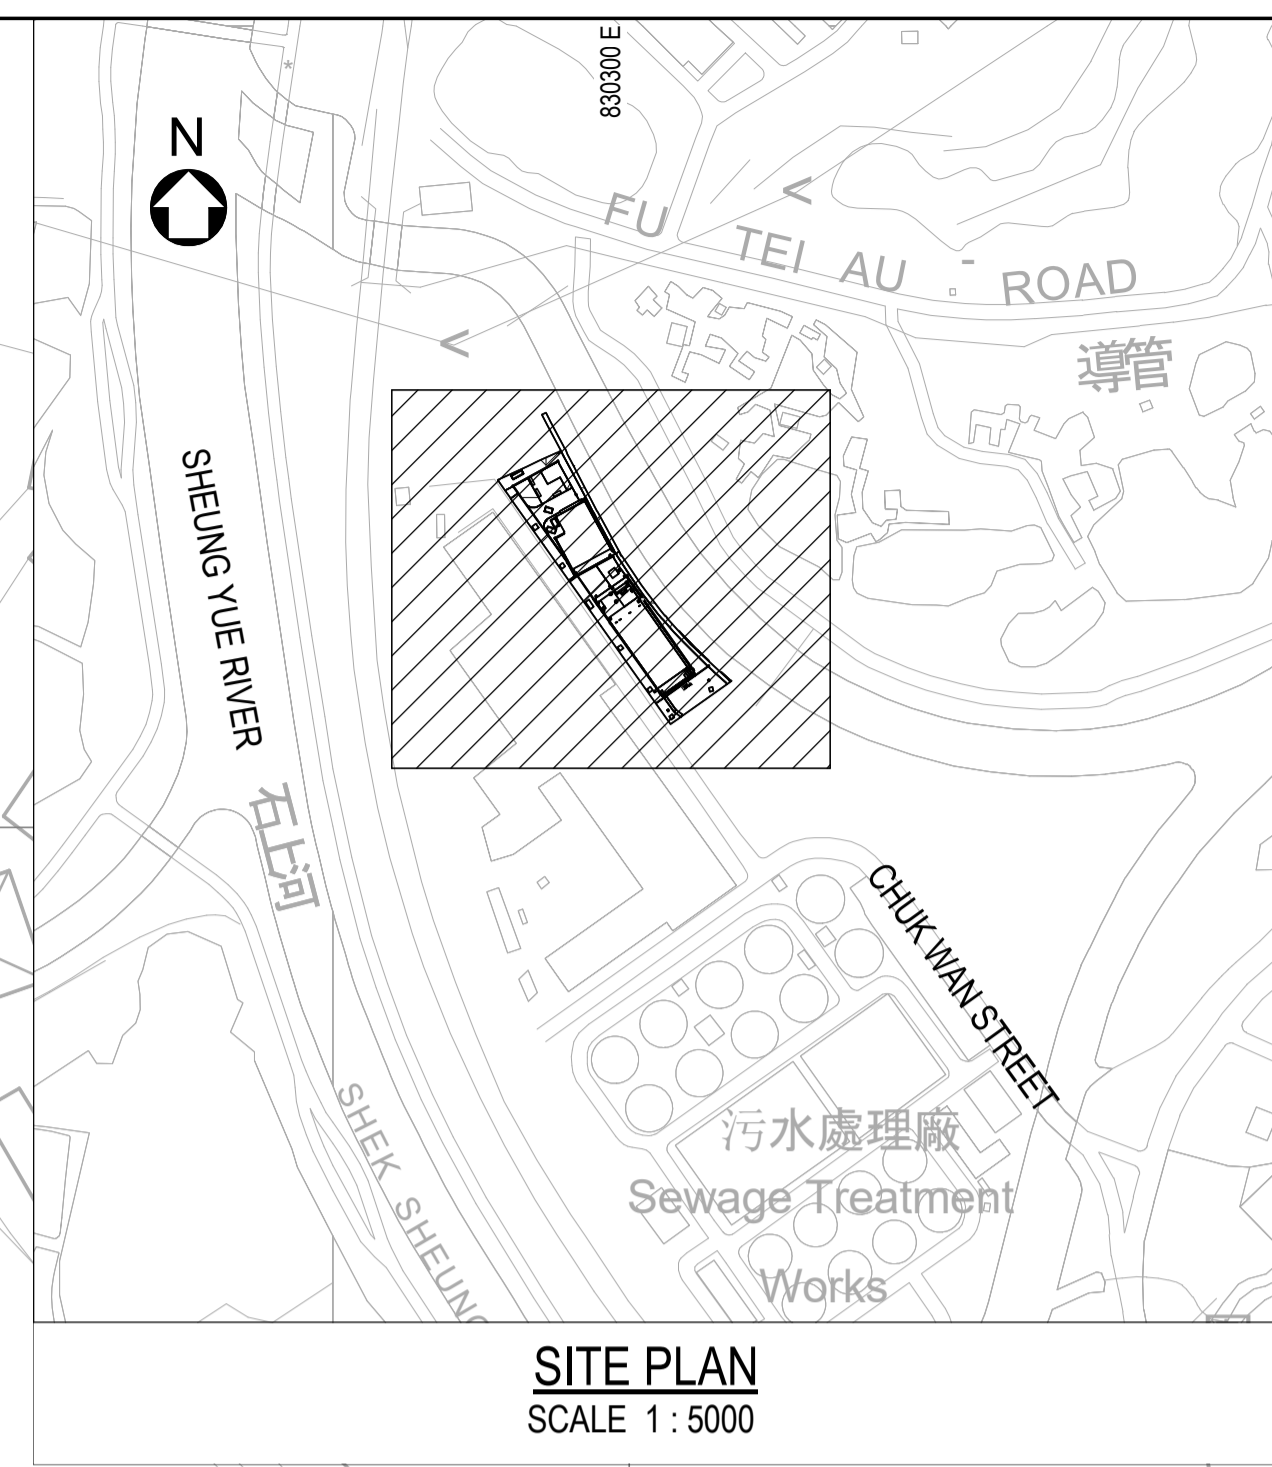 830300 E
N
FU TEI AU ROAD
導管
SHEUNG YUE RIVER
石上河
CHUK WAN STREET
SHEK SHEUNG
污水處理廠
Sewage Treatment
Works
SITE PLAN
SCALE 1 : 5000